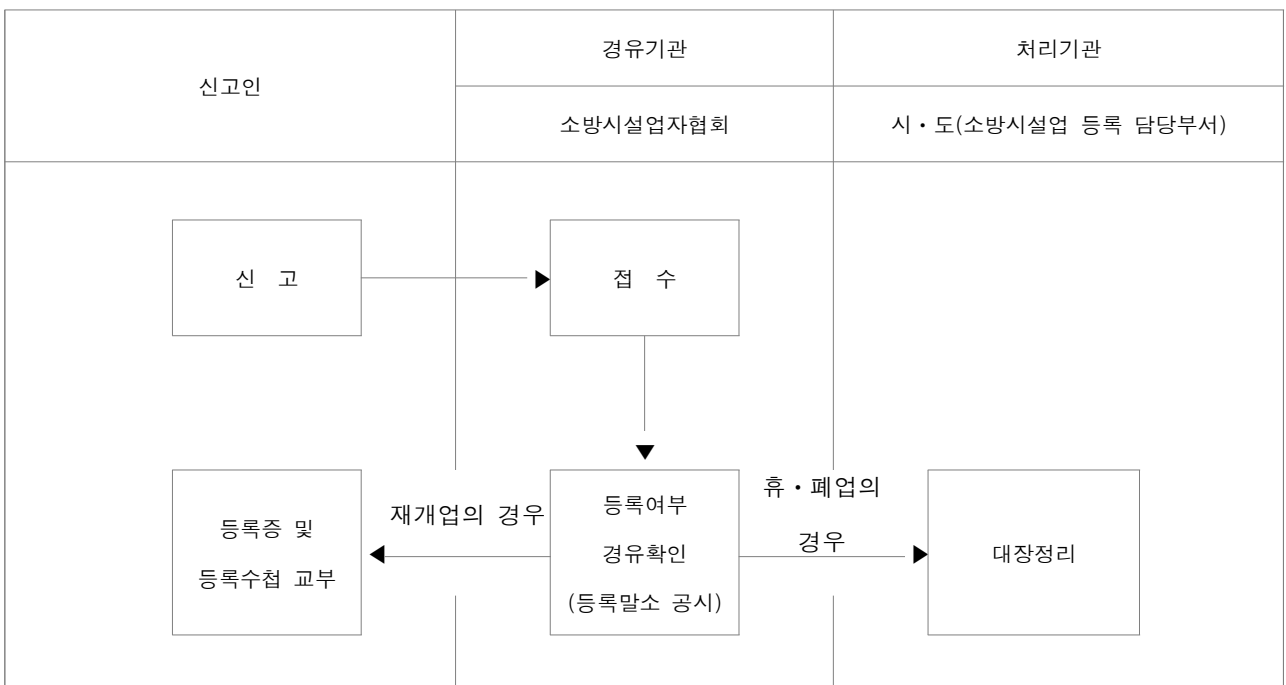 신고인
경유기관
처리기관
소방시설업자협회
시・도(소방시설업 등록 담당부서)
신 고
접 수
등록증 및
등록수첩 교부
재개업의 경우
등록여부
경유확인
(등록말소 공시)
휴・폐업의
경우
대장정리